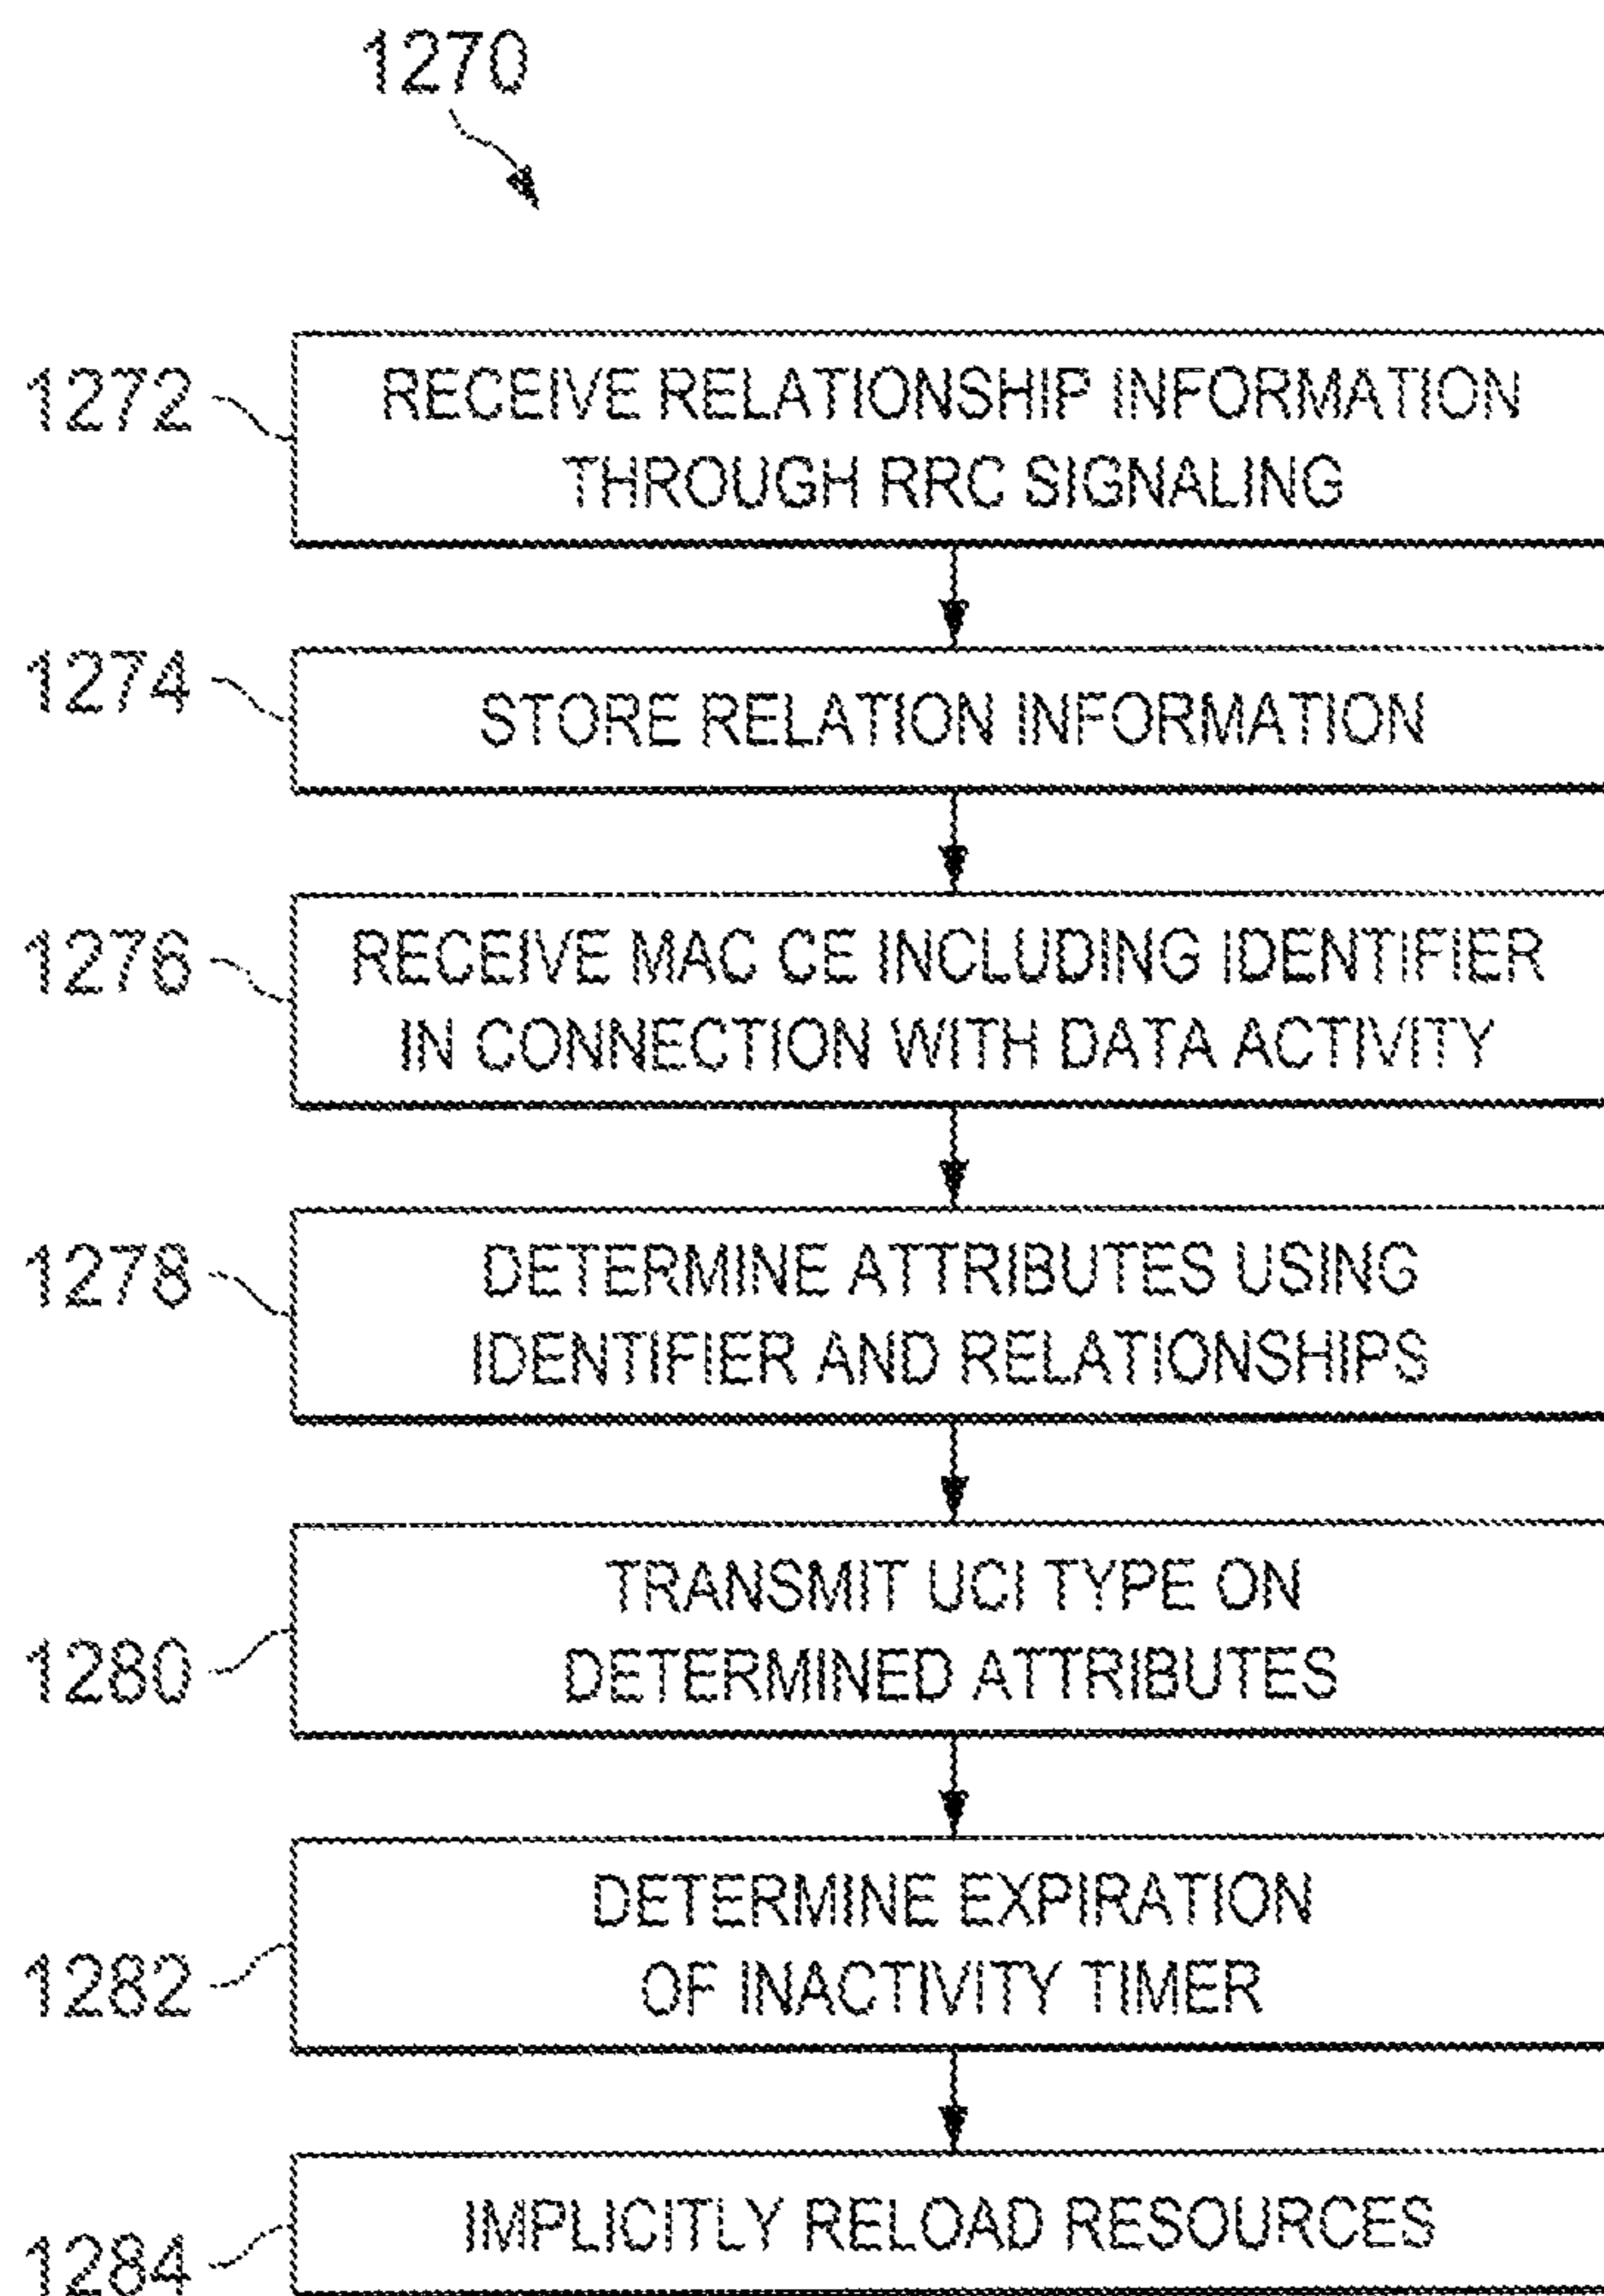 1270
1272
RECEIVE RELATIONSHIP INFORMATION
THROUGH RRC SIGNALING
1274
STORE RELATION INFORMATION
1276
RECEIVE MAC CE INCLUDING IDENTIFIER
IN CONNECTION WITH DATA ACTIVITY
1278
DETERMINE ATTRIBUTES USING
IDENTIFIER AND RELATIONSHIPS
1280
TRANSMIT UCI TYPE ON
DETERMINED ATTRIBUTES
1282
DETERMINE EXPIRATION
OF INACTIVITY TIMER
1284
IMPLICITLY RELOAD RESOURCES